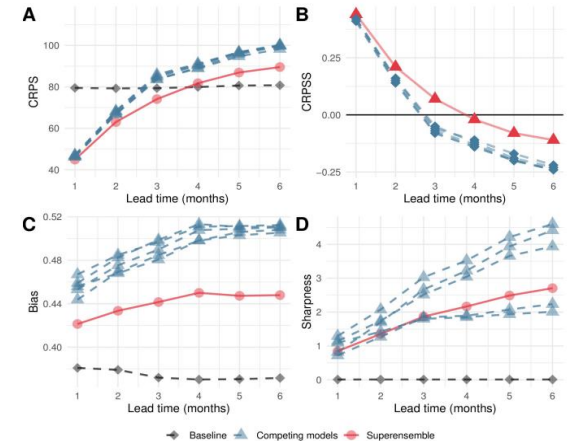 A
B
CRPS
100
80
60
40
1 2 3 4 5 6
Lead time (months)
CRPSS
0.25
0.00
−0.25
1 2 3 4 5 6
Lead time (months)
C
D
Bias
0.52
0.48
0.44
0.40
1 2 3 4 5 6
Lead time (months)
Sharpness
4
3
2
1
0
1 2 3 4 5 6
Lead time (months)
Baseline Competing models Superensemble